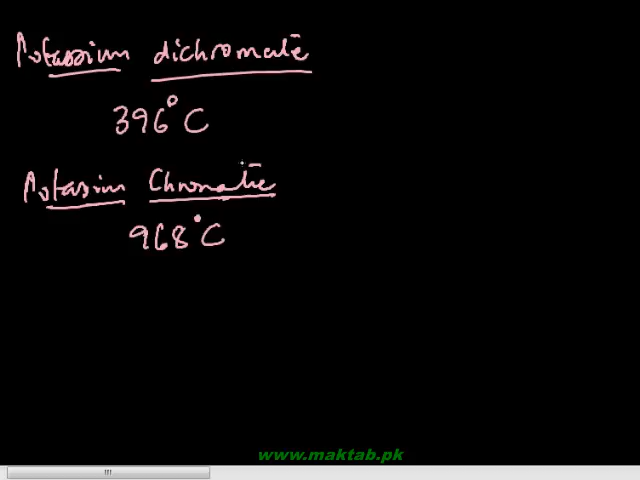 Potassium dichromate
396°C
Potassium Chromate
968°C
www.maktab.pk